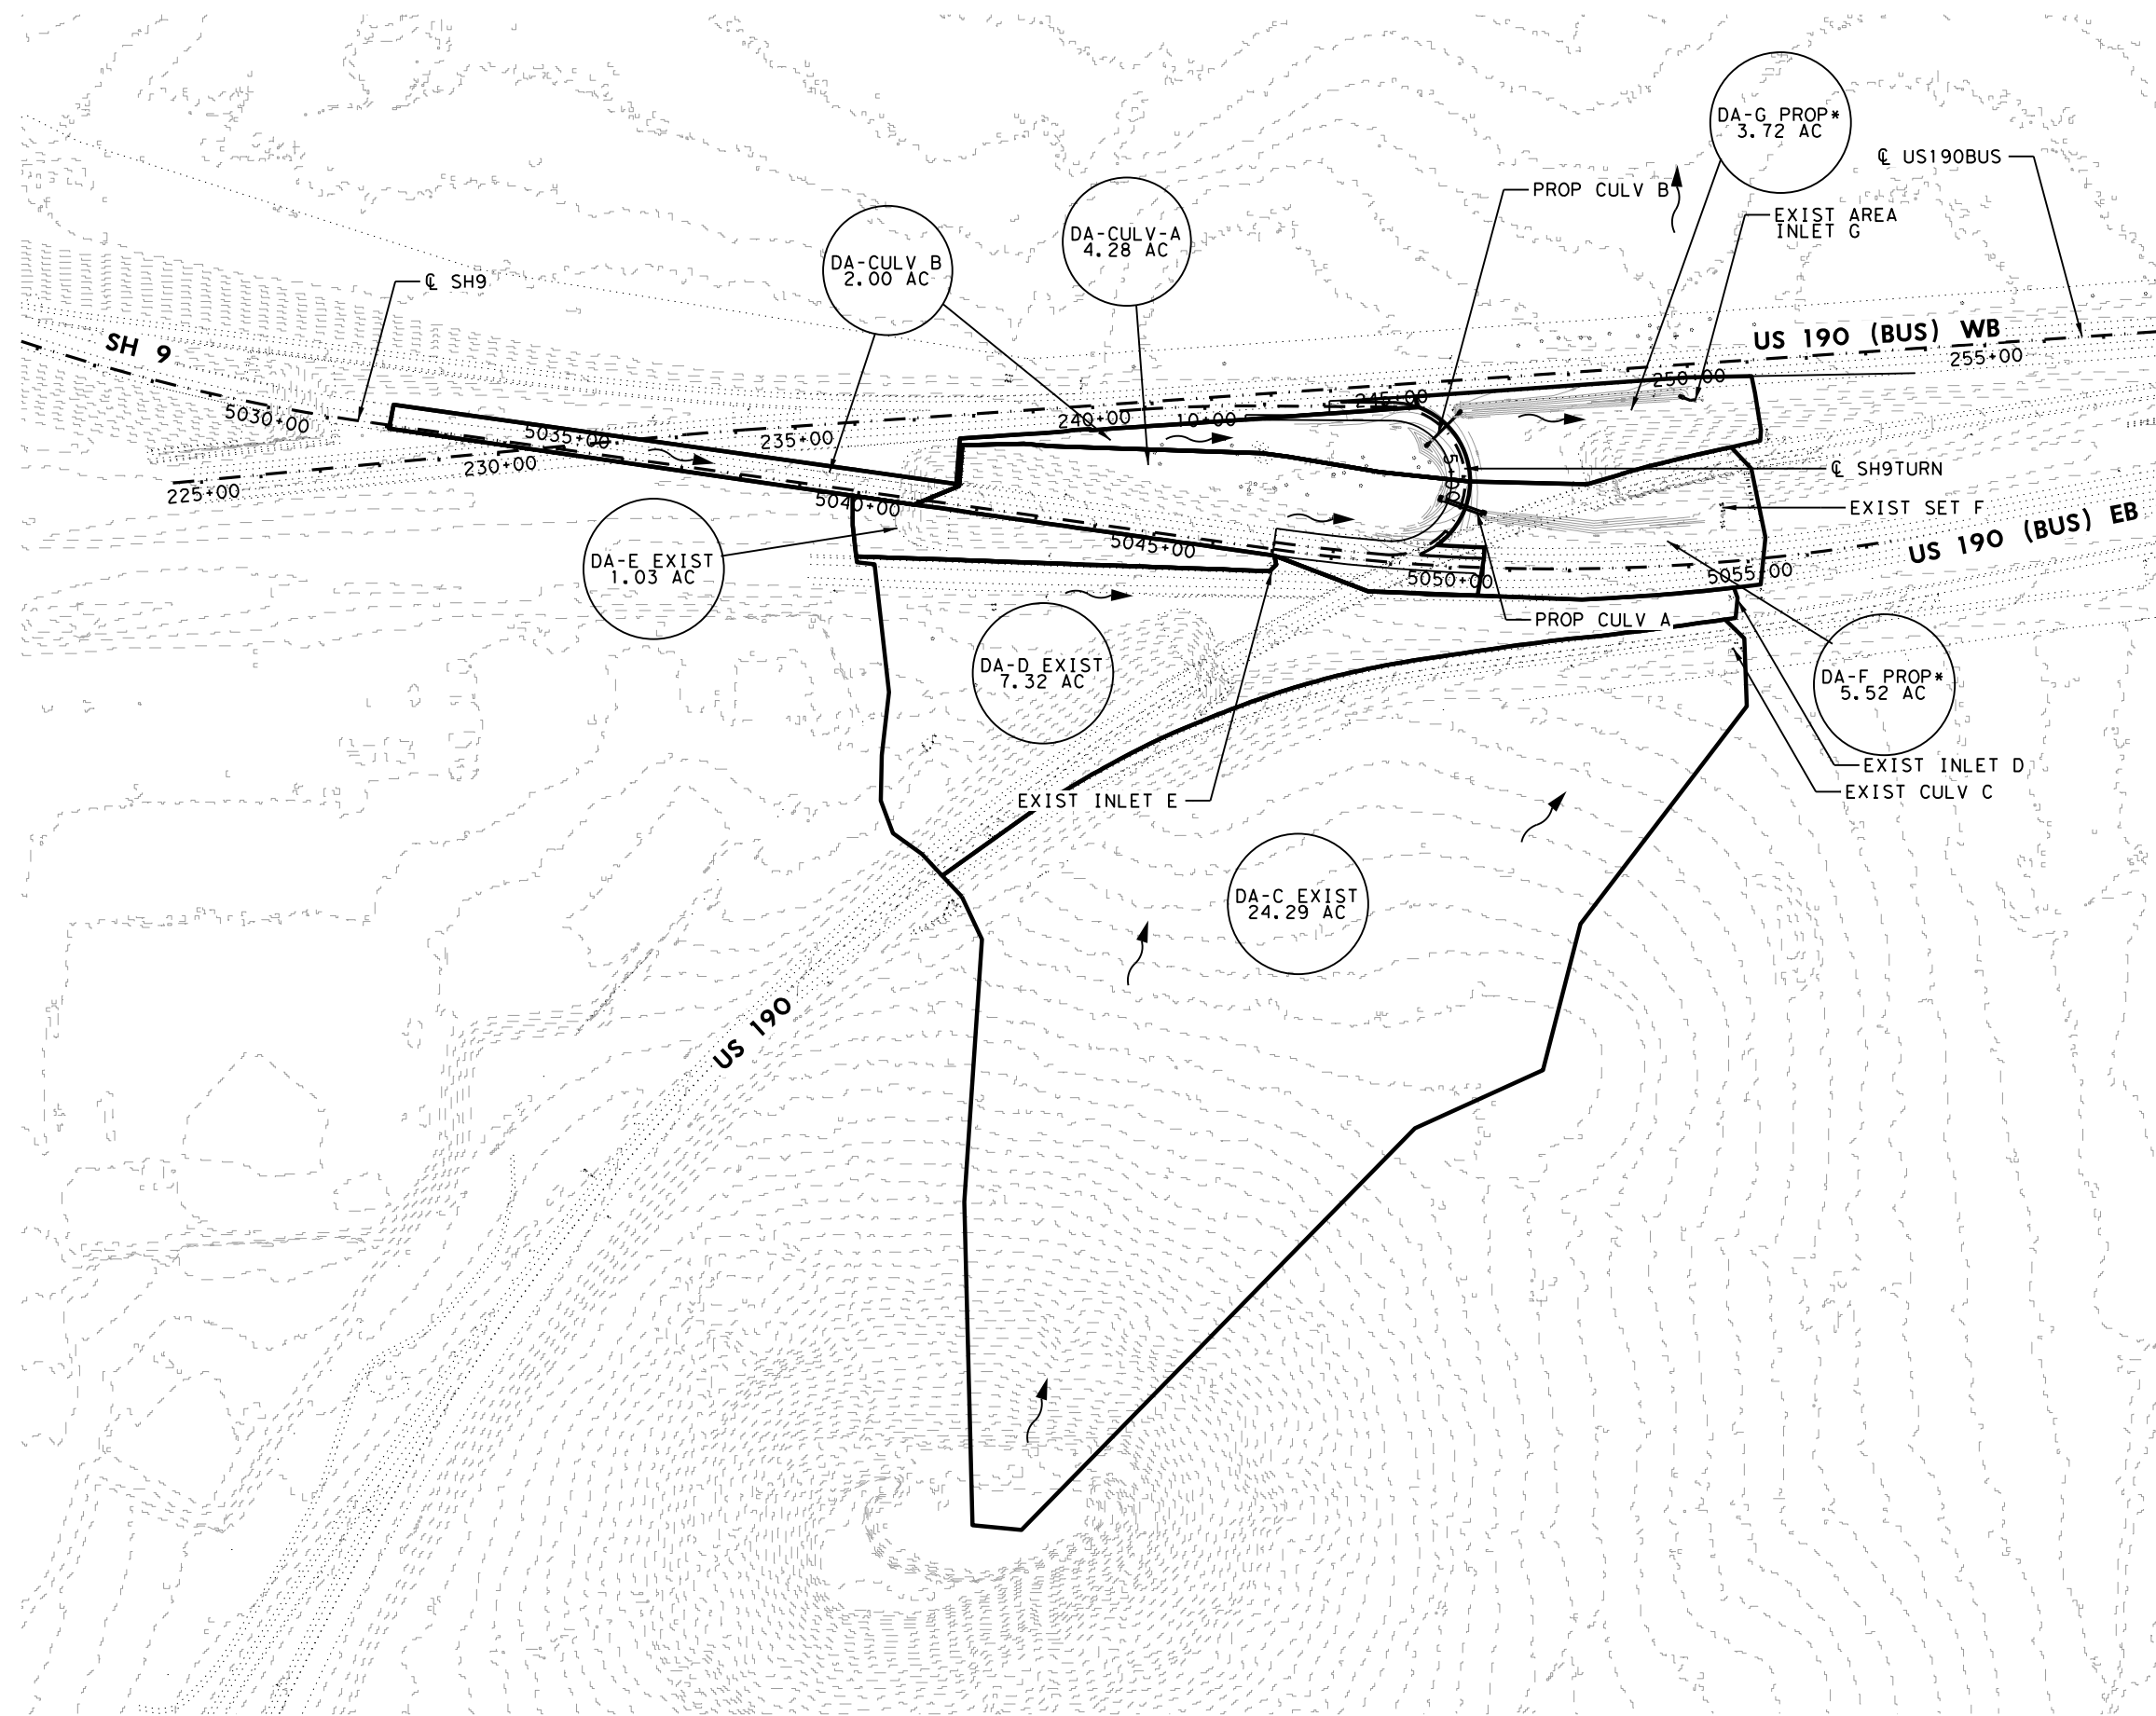 DA-G PROP*
3.72 AC
℄ US190BUS
PROP CULV B
EXIST AREA
INLET G
DA-CULV-A
4.28 AC
DA-CULV B
2.00 AC
℄ SH9
SH 9
US 190 (BUS) WB
255+00
250+00
245+00
240+00
10+00
235+00
5030+00
5035+00
230+00
225+00
5040+00
℄ SH9TURN
EXIST SET F
US 190 (BUS) EB
5045+00
5050+00
5055+00
DA-E EXIST
1.03 AC
PROP CULV A
DA-D EXIST
7.32 AC
DA-F PROP*
5.52 AC
EXIST INLET D
EXIST CULV C
EXIST INLET E
DA-C EXIST
24.29 AC
US 190